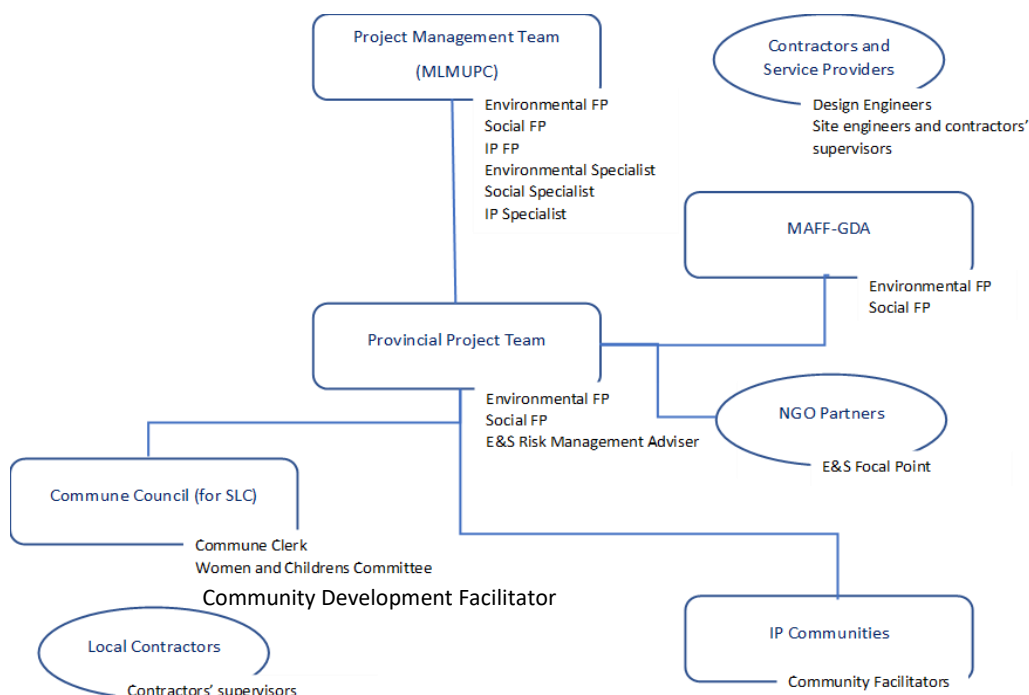 Project Management Team
(MLMUPC)
Environmental FP
Social FP
IP FP
Environmental Specialist
Social Specialist
IP Specialist
Contractors and
Service Providers
Design Engineers
Site engineers and contractors'
supervisors
MAFF-GDA
Environmental FP
Social FP
Provincial Project Team
Environmental FP
Social FP
E&S Risk Management Adviser
NGO Partners
E&S Focal Point
Commune Council (for SLC)
Commune Clerk
Women and Childrens Committee
Community Development Facilitator
Local Contractors
Contractors' supervisors
IP Communities
Community Facilitators